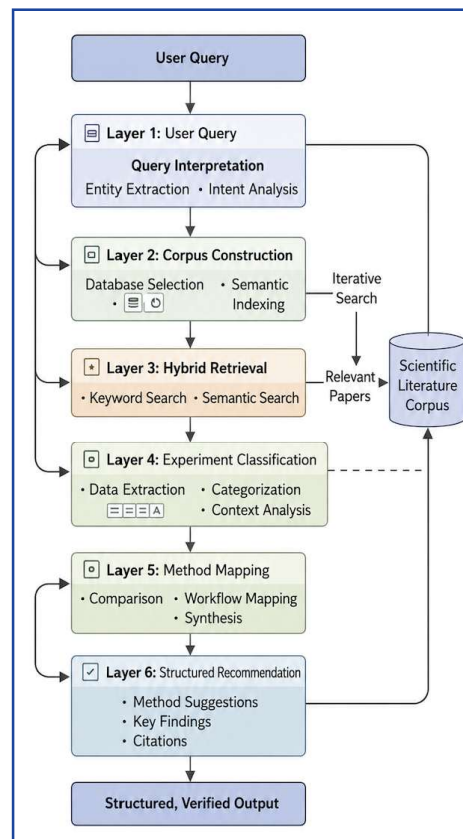 User Query
Layer 1: User Query
Query Interpretation
Entity Extraction • Intent Analysis
Layer 2: Corpus Construction
Database Selection
•
• Semantic
Indexing
Iterative
Search
Layer 3: Hybrid Retrieval
• Keyword Search • Semantic Search
Relevant
Papers
Scientific
Literature
Corpus
Layer 4: Experiment Classification
• Data Extraction
A
• Categorization
• Context Analysis
Layer 5: Method Mapping
• Comparison • Workflow Mapping
• Synthesis
Layer 6: Structured Recommendation
• Method Suggestions
• Key Findings
• Citations
Structured, Verified Output